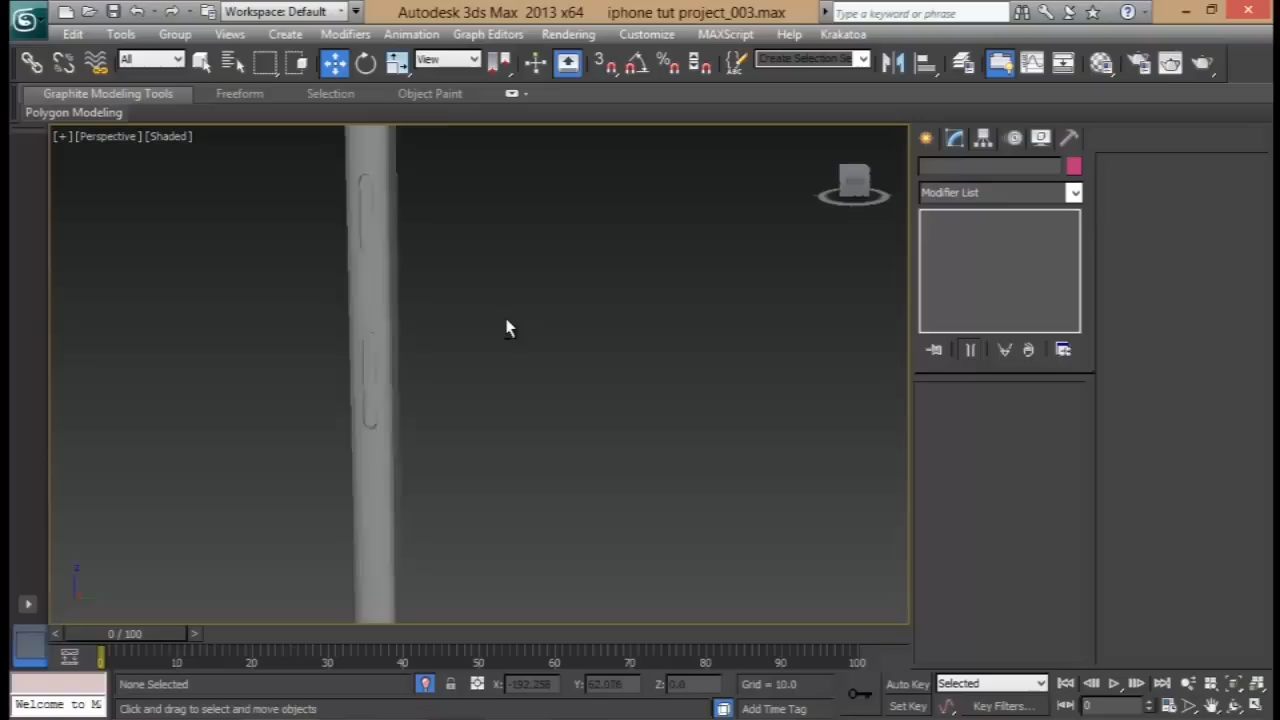 Workspace: Default
Autodesk 3ds Max 2013 x64 iphone tut project_003.max
Type a keyword or phrase
Edit Tools Group Views Create Modifiers Animation Graph Editors Rendering Customize MAXScript Help Krakatoa
All
View
3
Create Selection Se
Graphite Modeling Tools Freeform Selection Object Paint
Polygon Modeling
[+] [Perspective] [Shaded]
Modifier List
z
< 0 / 100 >
0 10 20 30 40 50 60 70 80 90 100
None Selected
X: -192.258
Y: 62.078
Z: 0.0
Grid = 10.0
Auto Key
Selected
Welcome to M
Click and drag to select and move objects
Add Time Tag
Set Key
Key Filters...
0